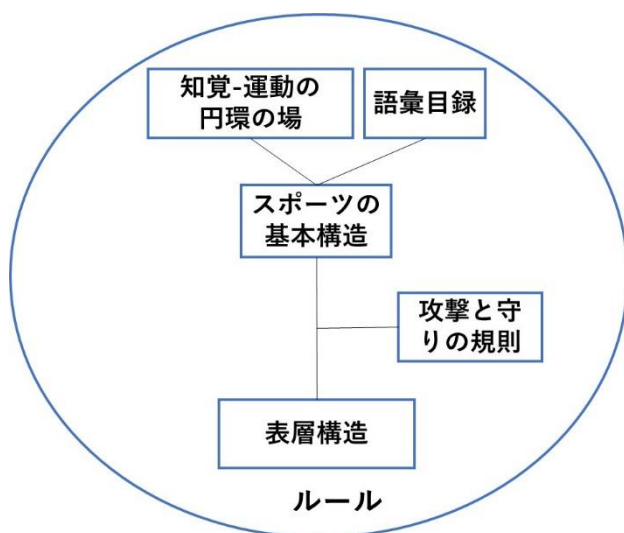 知覚-運動の
円環の場
語彙目録
スポーツの
基本構造
攻撃と守
りの規則
表層構造
ルール